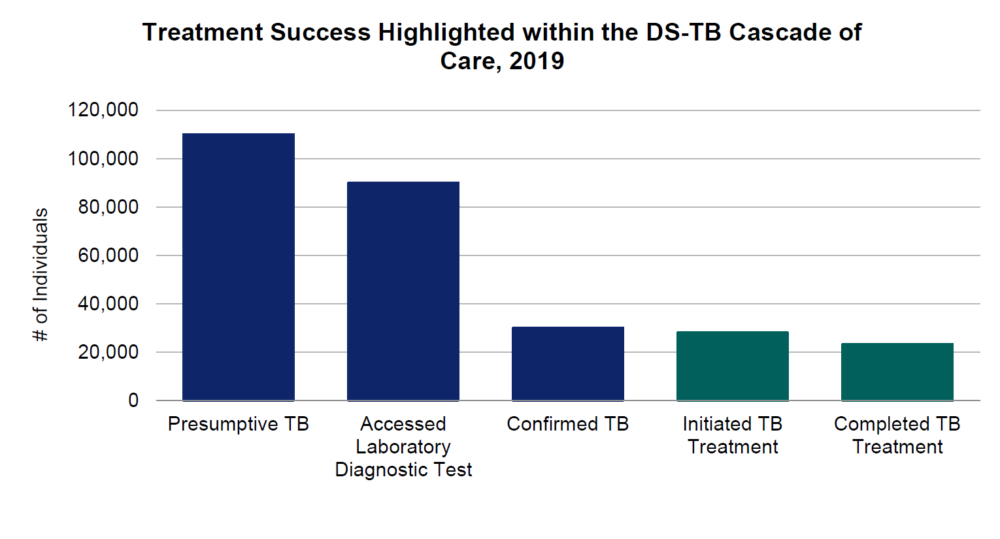 Treatment Success Highlighted within the DS-TB Cascade of
Care, 2019
120,000
100,000
80,000
60,000
40,000
20,000
0
# of Individuals
Presumptive TB
Accessed
Laboratory
Diagnostic Test
Confirmed TB
Initiated TB
Treatment
Completed TB
Treatment